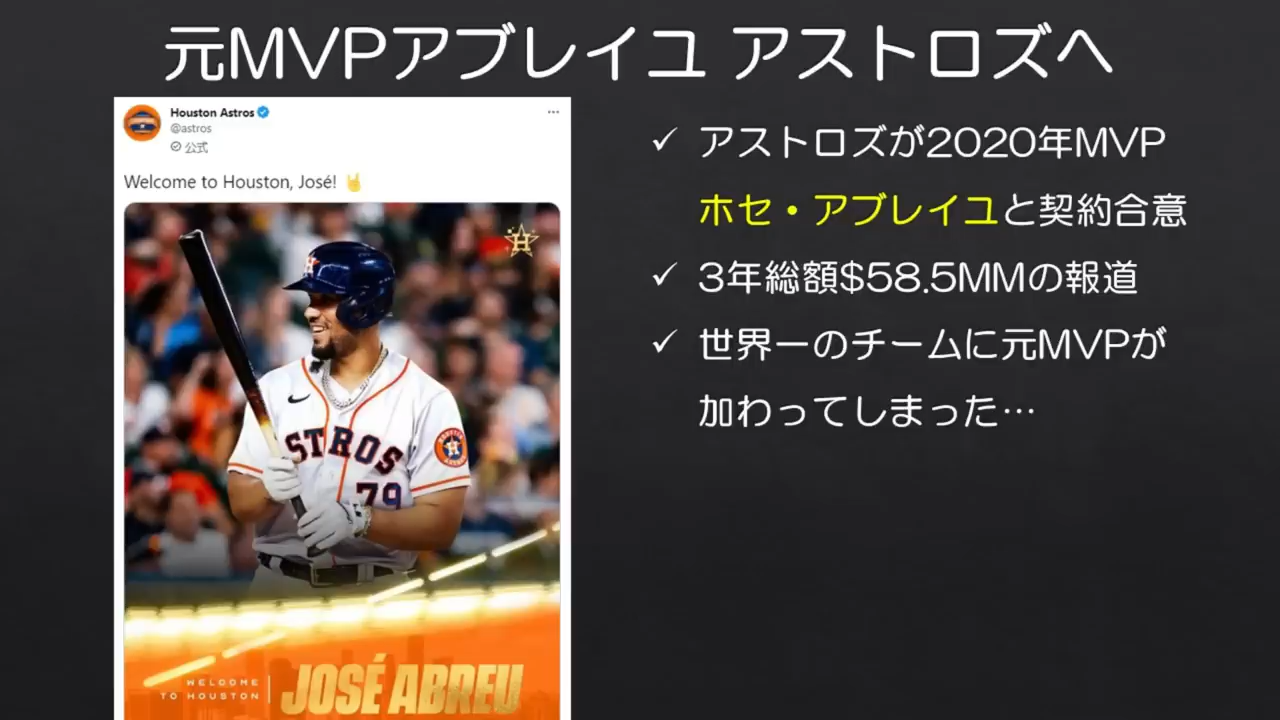 元MVPアブレイユ アストロズへ
Houston Astros
@astros
公式
Welcome to Houston, José!
H
H
STROS
79
WELCOME
TO HOUSTON
JOSÉ ABREU
アストロズが2020年MVP
ホセ・アブレイユと契約合意
3年総額$58.5MMの報道
世界一のチームに元MVPが
加わってしまった…